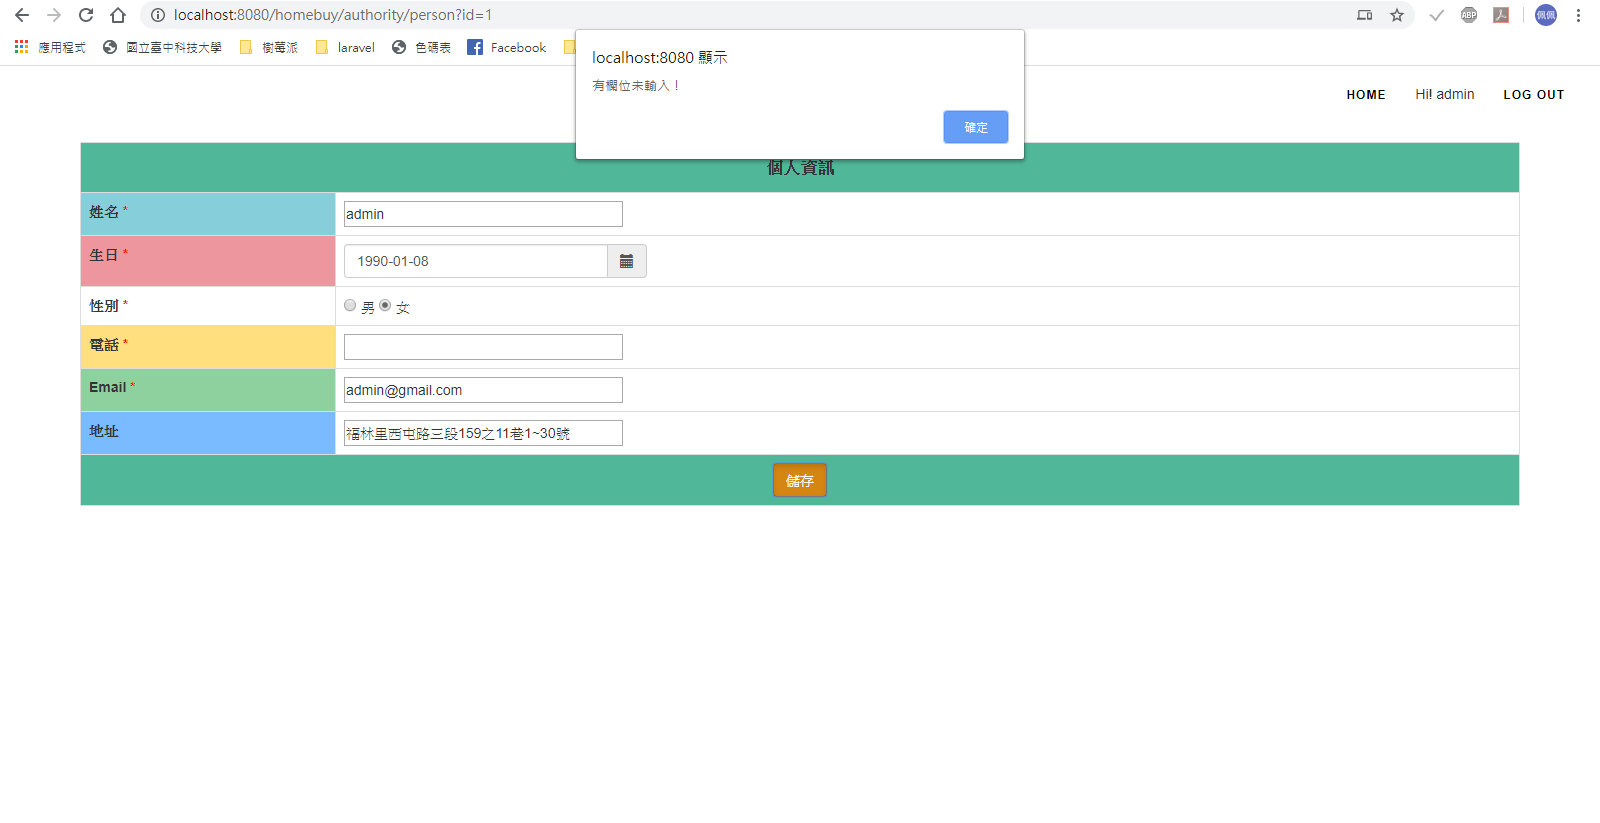 localhost:8080/homebuy/authority/person?id=1
ABP
佩佩
應用程式 國立臺中科技大學 樹莓派 laravel 色碼表 Facebook
localhost:8080 顯示
有欄位未輸入！
確定
HOME Hi! admin LOG OUT
個人資訊
姓名 * admin
生日 * 1990-01-08
性別 * 男 女
電話 *
Email * admin@gmail.com
地址 福林里西屯路三段159之11巷1~30號
儲存